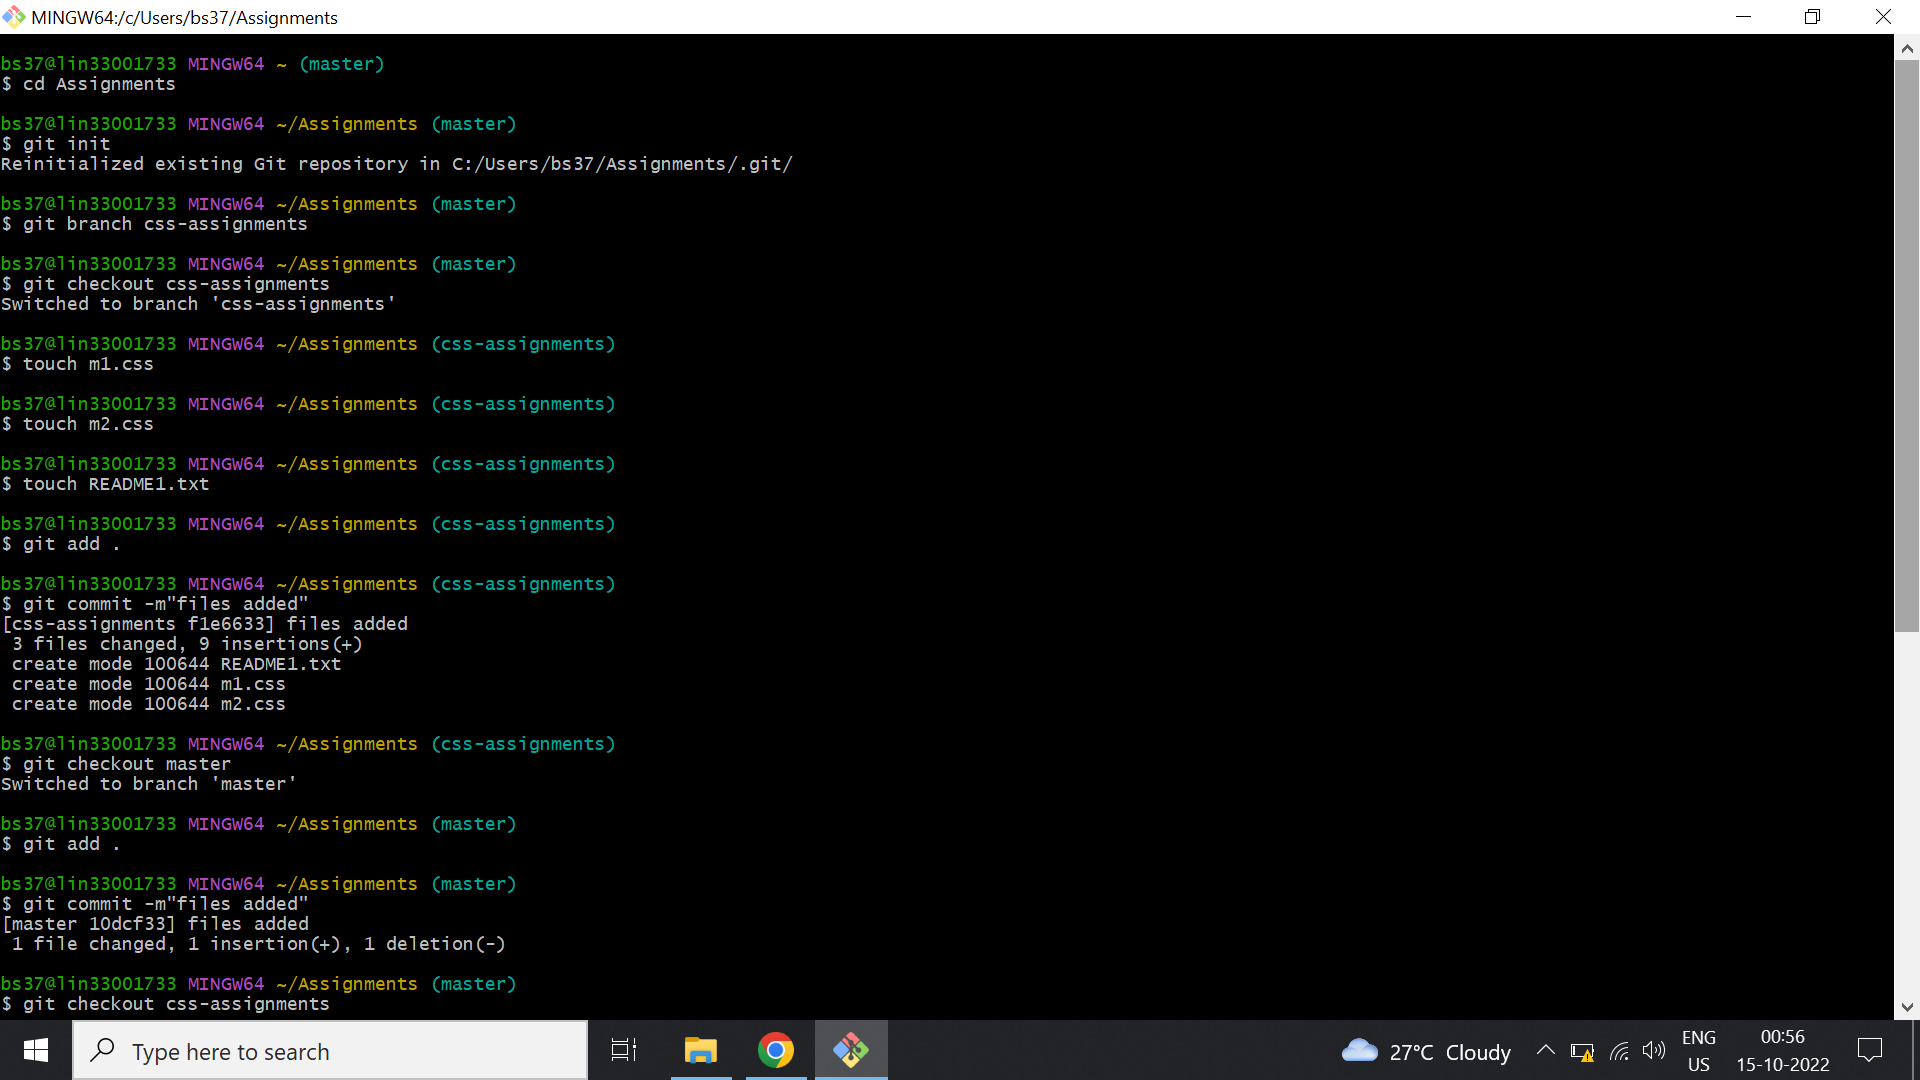 MINGW64:/c/Users/bs37/Assignments
bs37@lin33001733 MINGW64 ~ (master)
$ cd Assignments
bs37@lin33001733 MINGW64 ~/Assignments (master)
$ git init
Reinitialized existing Git repository in C:/Users/bs37/Assignments/.git/
bs37@lin33001733 MINGW64 ~/Assignments (master)
$ git branch css-assignments
bs37@lin33001733 MINGW64 ~/Assignments (master)
$ git checkout css-assignments
Switched to branch 'css-assignments'
bs37@lin33001733 MINGW64 ~/Assignments (css-assignments)
$ touch m1.css
bs37@lin33001733 MINGW64 ~/Assignments (css-assignments)
$ touch m2.css
bs37@lin33001733 MINGW64 ~/Assignments (css-assignments)
$ touch README1.txt
bs37@lin33001733 MINGW64 ~/Assignments (css-assignments)
$ git add .
bs37@lin33001733 MINGW64 ~/Assignments (css-assignments)
$ git commit -m"files added"
[css-assignments f1e6633] files added
3 files changed, 9 insertions(+)
create mode 100644 README1.txt
create mode 100644 m1.css
create mode 100644 m2.css
bs37@lin33001733 MINGW64 ~/Assignments (css-assignments)
$ git checkout master
Switched to branch 'master'
bs37@lin33001733 MINGW64 ~/Assignments (master)
$ git add .
bs37@lin33001733 MINGW64 ~/Assignments (master)
$ git commit -m"files added"
[master 10dcf33] files added
1 file changed, 1 insertion(+), 1 deletion(-)
bs37@lin33001733 MINGW64 ~/Assignments (master)
$ git checkout css-assignments
Type here to search
27°C Cloudy
ENG
US
00:56
15-10-2022